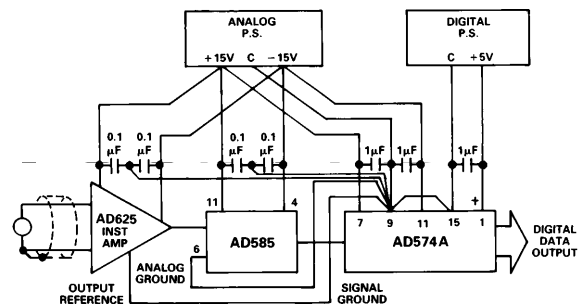 ANALOG
P.S.
+15V C −15V
DIGITAL
P.S.
C +5V
0.1
µF
0.1
µF
0.1
µF
0.1
µF
1µF
1µF
1µF
+
11
4
7 9 11 15 1
AD625
INST
AMP
6
AD585
AD574A
DIGITAL
DATA
OUTPUT
ANALOG
GROUND
OUTPUT
REFERENCE
SIGNAL
GROUND